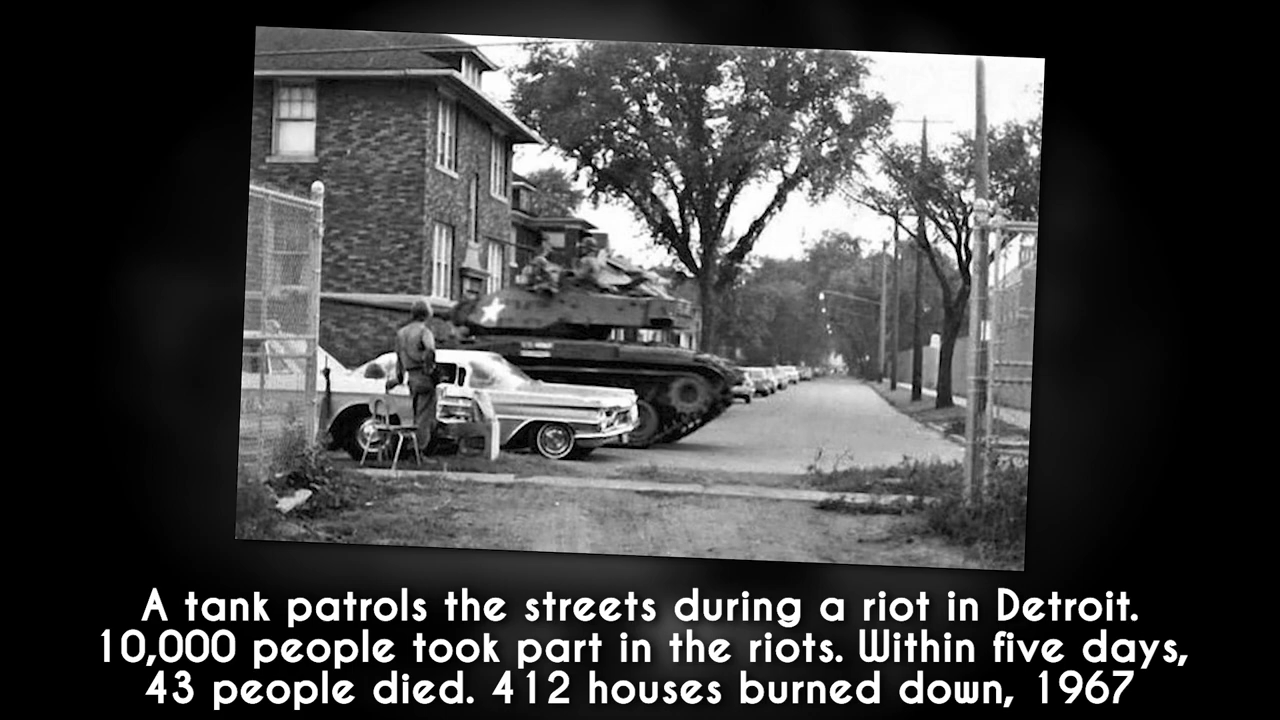 A tank patrols the streets during a riot in Detroit.
10,000 people took part in the riots. Within five days,
43 people died. 412 houses burned down, 1967